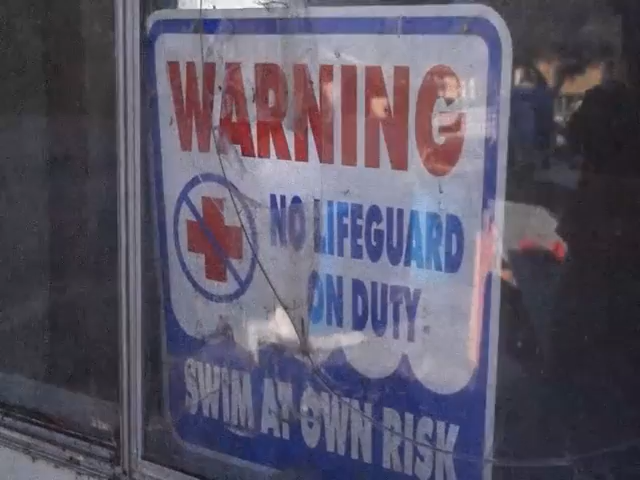 WARNING
NO LIFEGUARD
ON DUTY
SWIM AT OWN RISK